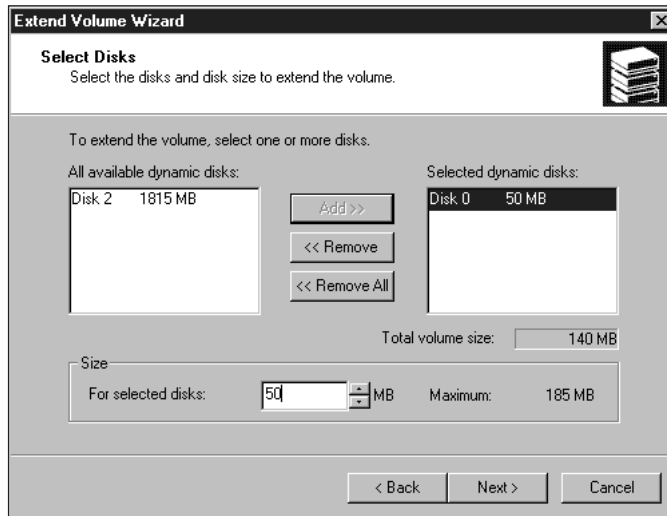 Extend Volume Wizard
Select Disks
Select the disks and disk size to extend the volume.
To extend the volume, select one or more disks.
All available dynamic disks:
Selected dynamic disks:
Disk 2 1815 MB
Disk 0 50 MB
Add >>
<< Remove
<< Remove All
Total volume size: 140 MB
Size
For selected disks: 50 MB Maximum: 185 MB
< Back Next > Cancel